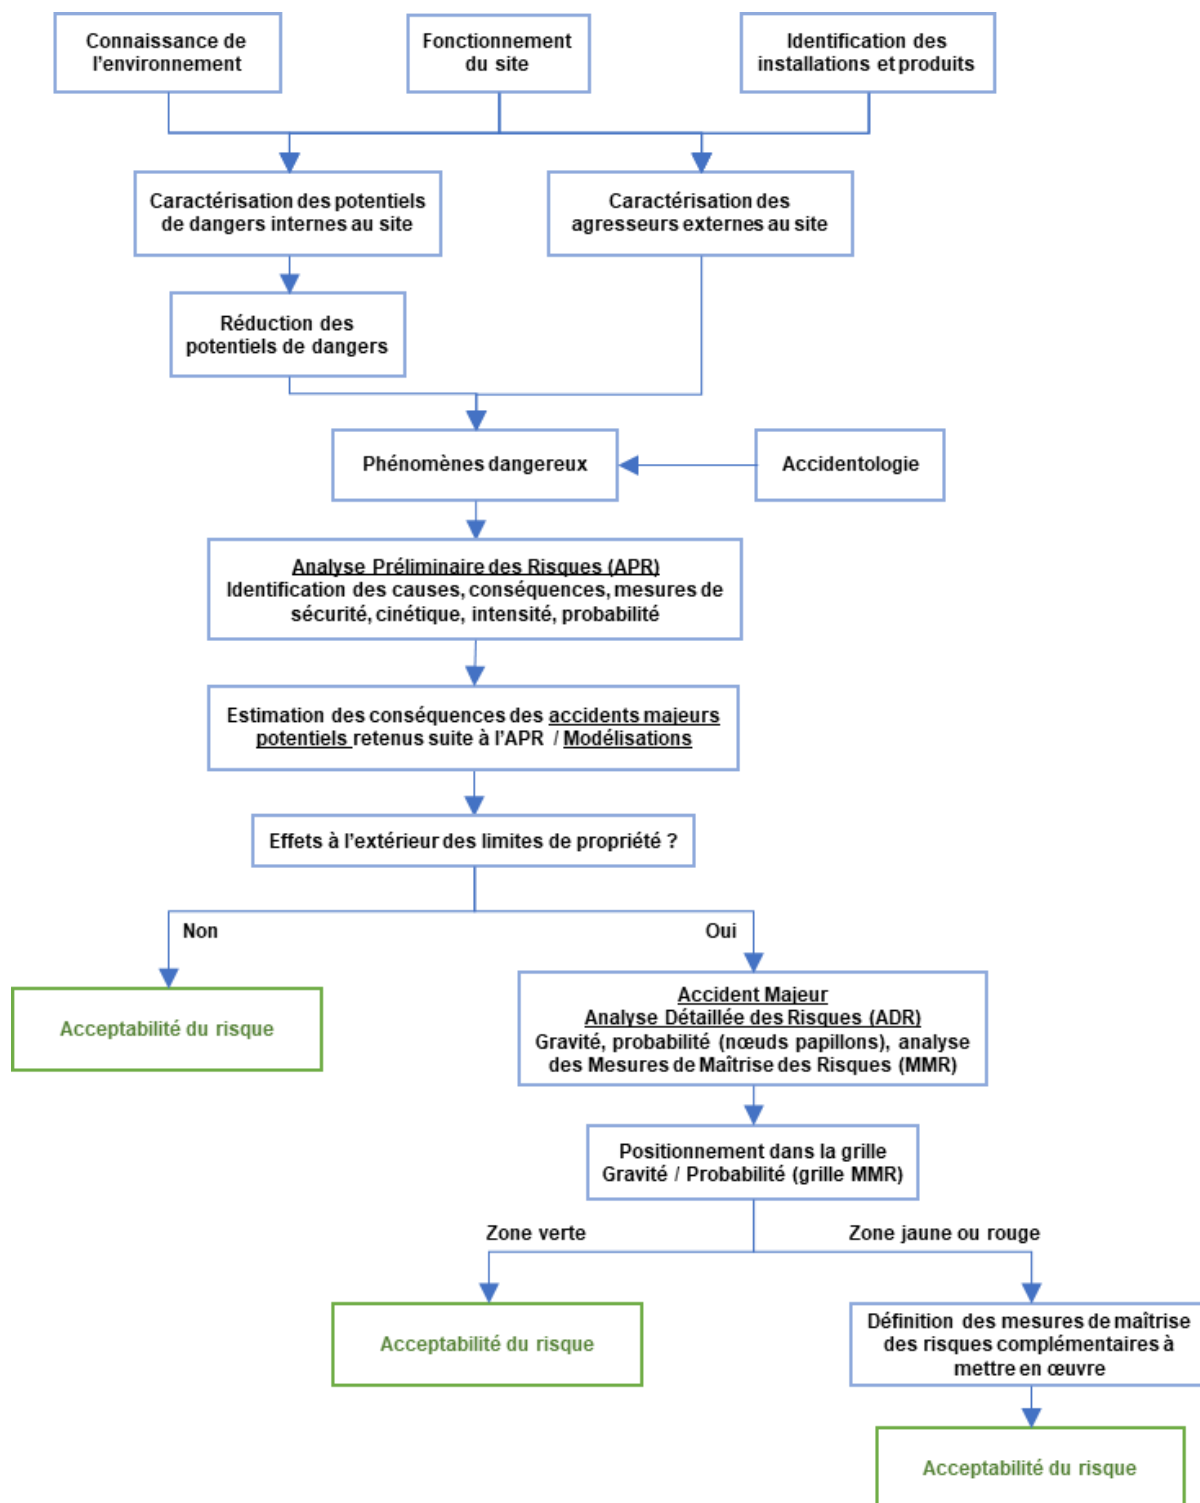 Connaissance de
l'environnement
Fonctionnement
du site
Identification des
installations et produits
Caractérisation des potentiels
de dangers internes au site
Caractérisation des
agresseurs externes au site
Réduction des
potentiels de dangers
Phénomènes dangereux
Accidentologie
Analyse Préliminaire des Risques (APR)
Identification des causes, conséquences, mesures de
sécurité, cinétique, intensité, probabilité
Estimation des conséquences des accidents majeurs
potentiels retenus suite à l'APR / Modélisations
Effets à l'extérieur des limites de propriété ?
Non
Oui
Acceptabilité du risque
Accident Majeur
Analyse Détaillée des Risques (ADR)
Gravité, probabilité (nœuds papillons), analyse
des Mesures de Maîtrise des Risques (MMR)
Positionnement dans la grille
Gravité / Probabilité (grille MMR)
Zone verte
Zone jaune ou rouge
Acceptabilité du risque
Définition des mesures de maîtrise
des risques complémentaires à
mettre en œuvre
Acceptabilité du risque